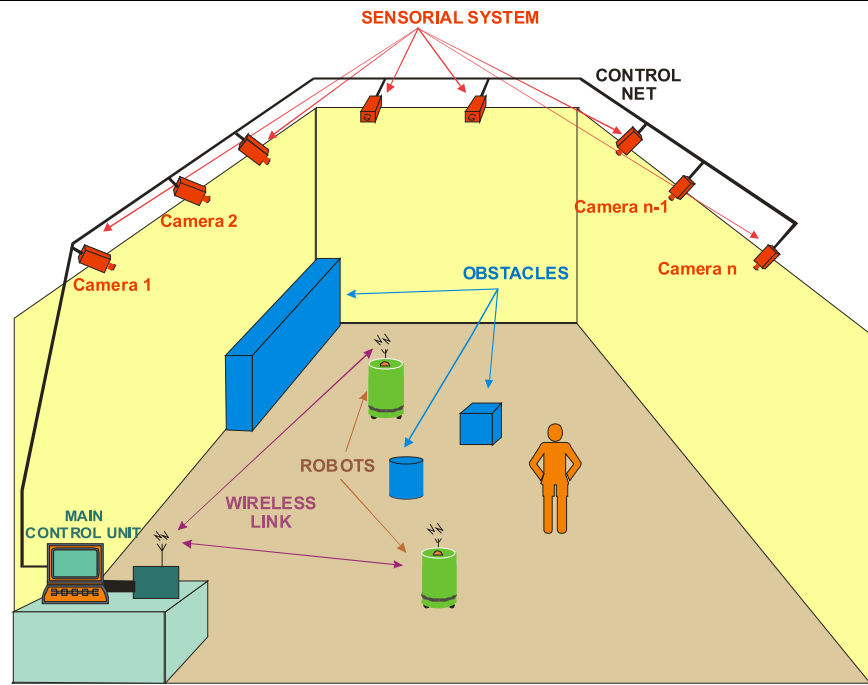 SENSORIAL SYSTEM
CONTROL
NET
Camera 2
Camera n-1
Camera 1
Camera n
OBSTACLES
ROBOTS
WIRELESS
LINK
MAIN
CONTROL UNIT